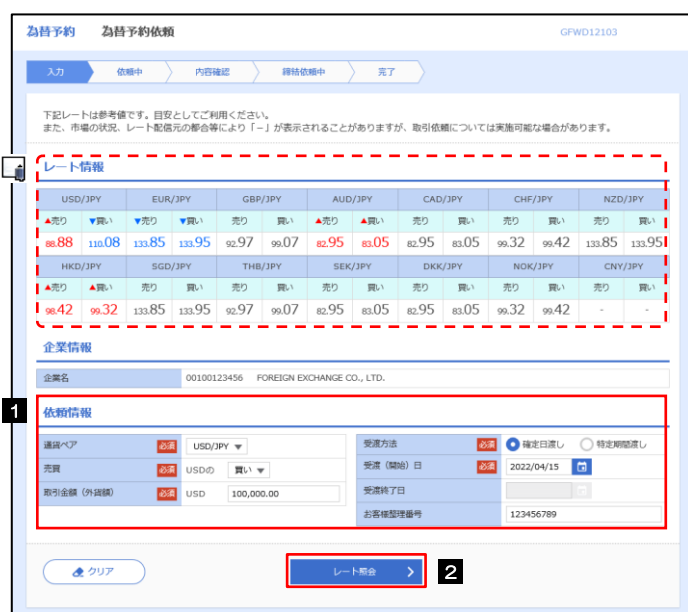 為替予約 為替予約依頼 GFWD12103
入力 依頼中 内容確認 締結依頼中 完了
下記レートは参考値です。目安としてご利用ください。
また、市場の状況、レート配信元の都合等により「－」が表示されることがありますが、取引依頼については実施可能な場合があります。
レート情報
USD/JPY EUR/JPY GBP/JPY AUD/JPY CAD/JPY CHF/JPY NZD/JPY
▲売り ▼買い ▼売り ▼買い 売り 買い ▲売り ▲買い 売り 買い 売り 買い 売り 買い
88.88 110.08 133.85 133.95 92.97 99.07 82.95 83.05 82.95 83.05 99.32 99.42 133.85 133.95
HKD/JPY SGD/JPY THB/JPY SEK/JPY DKK/JPY NOK/JPY CNY/JPY
▲売り ▲買い 売り 買い 売り 買い 売り 買い 売り 買い 売り 買い 売り 買い
98.42 99.32 133.85 133.95 92.97 99.07 82.95 83.05 82.95 83.05 99.32 99.42 - -
企業情報
企業名 00100123456 FOREIGN EXCHANGE CO., LTD.
1
依頼情報
通貨ペア 必須 USD/JPY ▼ 受渡方法 必須 確定日渡し 特定期間渡し
売買 必須 USDの 買い ▼ 受渡（開始）日 必須 2022/04/15
取引金額（外貨額） 必須 USD 100,000.00 受渡終了日
お客様整理番号 123456789
クリア レート照会 2